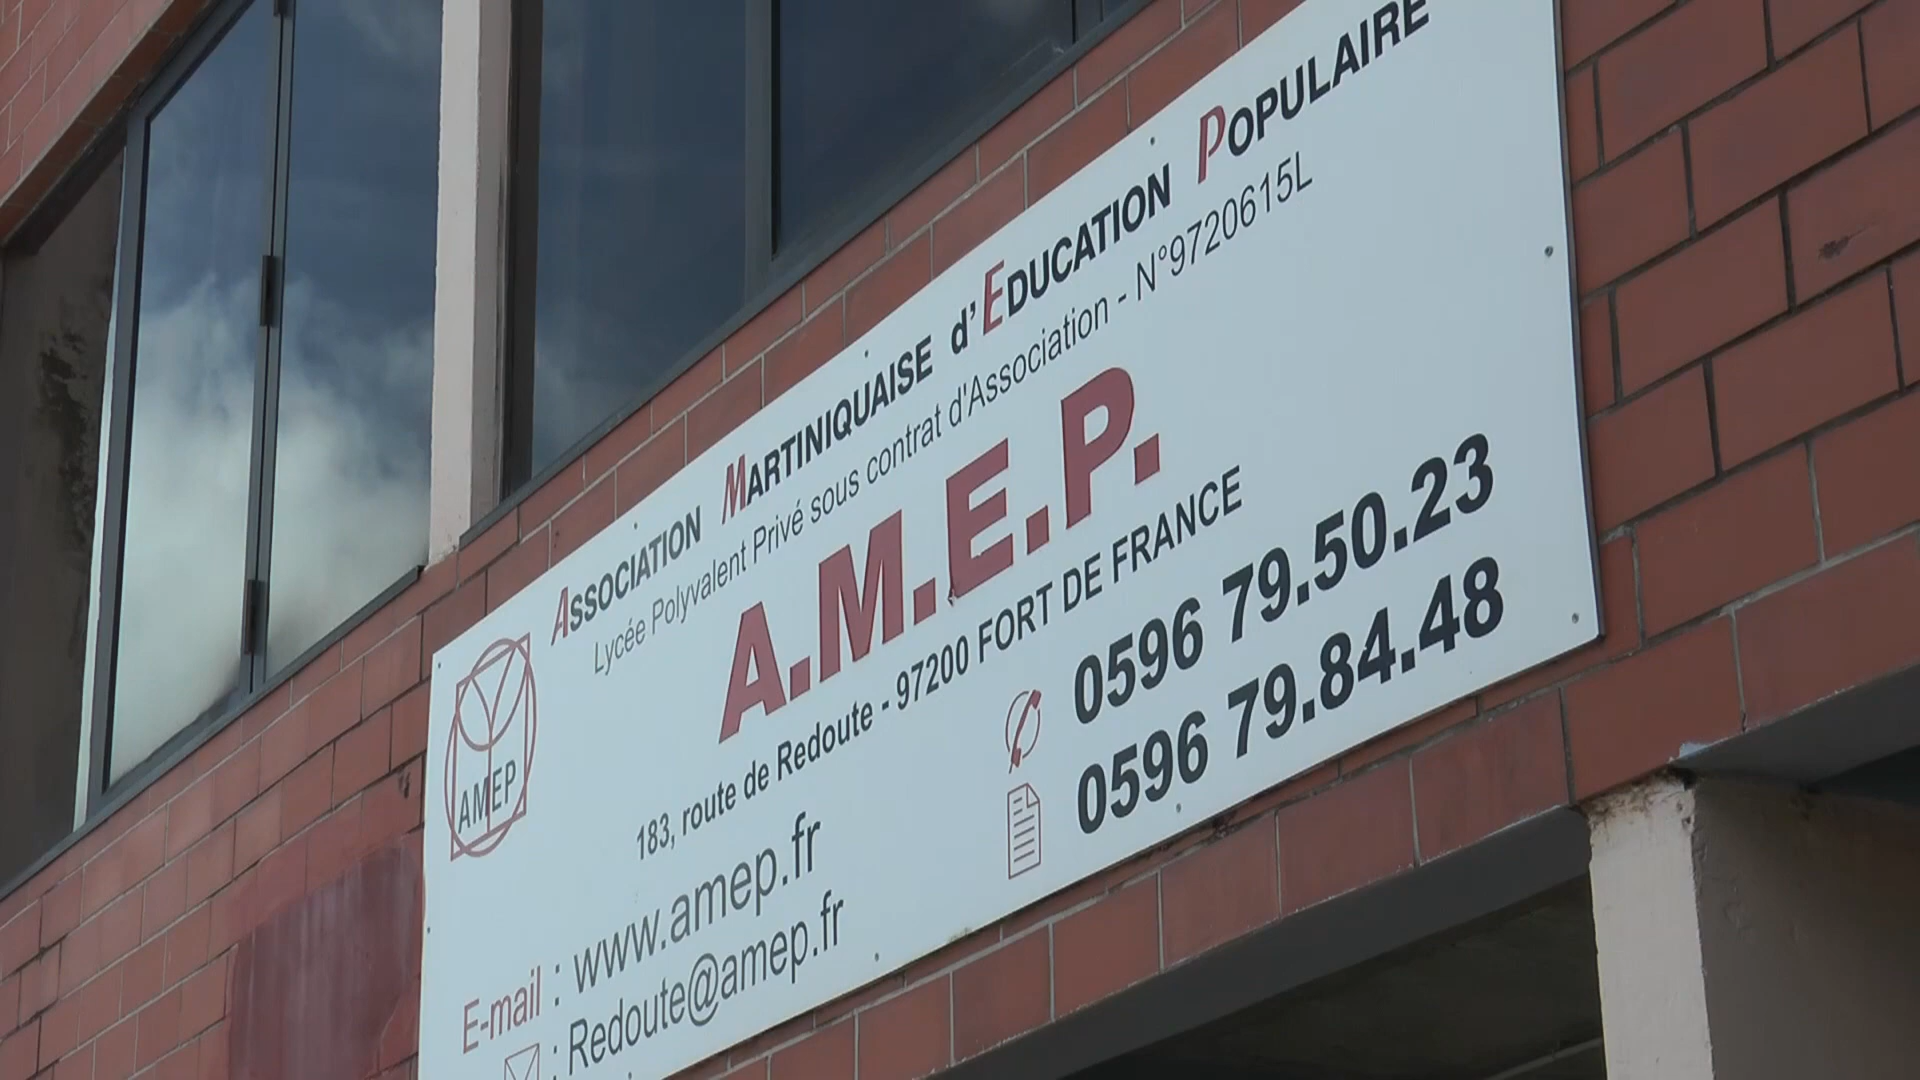 ASSOCIATION MARTINIQUAISE d'EDUCATION POPULAIRE
Lycée Polyvalent Privé sous contrat d'Association - N°9720615L
A.M.E.P.
AMEP
183, route de Redoute - 97200 FORT DE FRANCE
0596 79.50.23
0596 79.84.48
E-mail : www.amep.fr
: Redoute@amep.fr